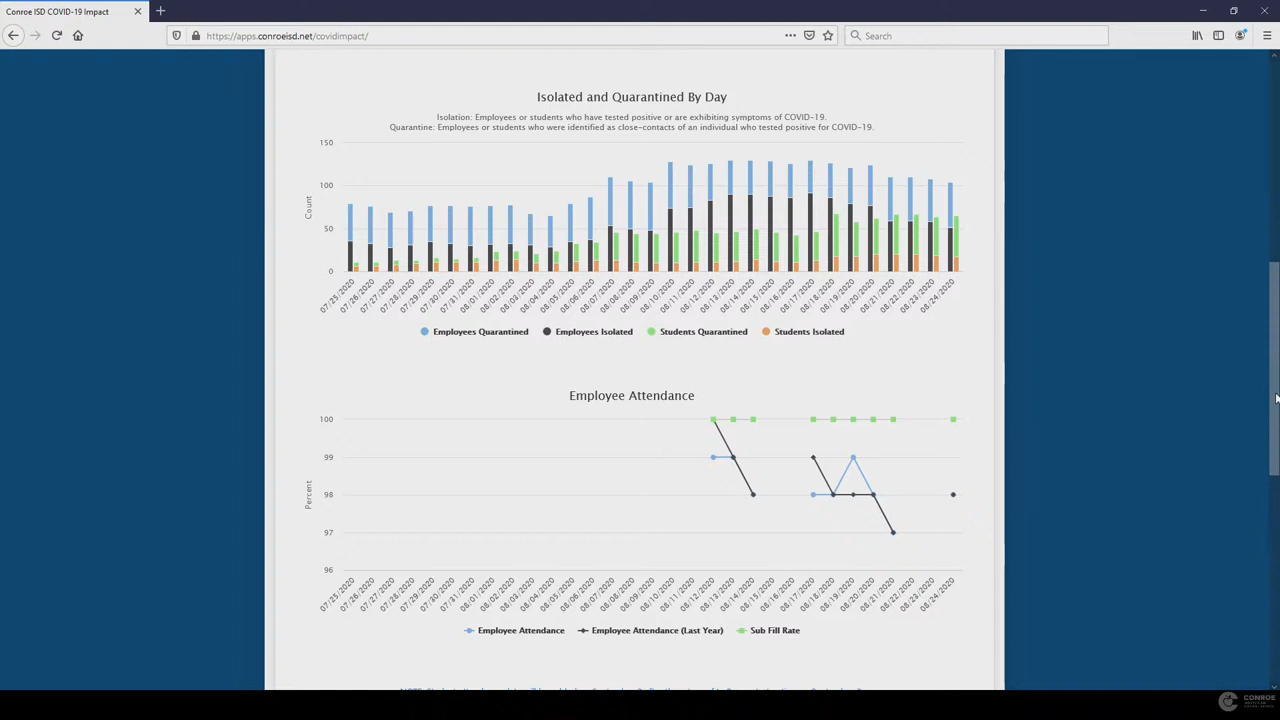 Conroe ISD COVID-19 Impact
https://apps.conroeisd.net/covidimpact/
Search
Isolated and Quarantined By Day
Isolation: Employees or students who have tested positive or are exhibiting symptoms of COVID-19.
Quarantine: Employees or students who were identified as close-contacts of an individual who tested positive for COVID-19.
150
100
50
0
Count
07/25/2020 07/26/2020 07/27/2020 07/28/2020 07/29/2020 07/30/2020 07/31/2020 08/01/2020 08/02/2020 08/03/2020 08/04/2020 08/05/2020 08/06/2020 08/07/2020 08/08/2020 08/09/2020 08/10/2020 08/11/2020 08/12/2020 08/13/2020 08/14/2020 08/15/2020 08/16/2020 08/17/2020 08/18/2020 08/19/2020 08/20/2020 08/21/2020 08/22/2020 08/23/2020 08/24/2020
Employees Quarantined Employees Isolated Students Quarantined Students Isolated
Employee Attendance
100
99
98
97
96
Percent
07/25/2020 07/26/2020 07/27/2020 07/28/2020 07/29/2020 07/30/2020 07/31/2020 08/01/2020 08/02/2020 08/03/2020 08/04/2020 08/05/2020 08/06/2020 08/07/2020 08/08/2020 08/09/2020 08/10/2020 08/11/2020 08/12/2020 08/13/2020 08/14/2020 08/15/2020 08/16/2020 08/17/2020 08/18/2020 08/19/2020 08/20/2020 08/21/2020 08/22/2020 08/23/2020 08/24/2020
Employee Attendance Employee Attendance (Last Year) Sub Fill Rate
CONROE